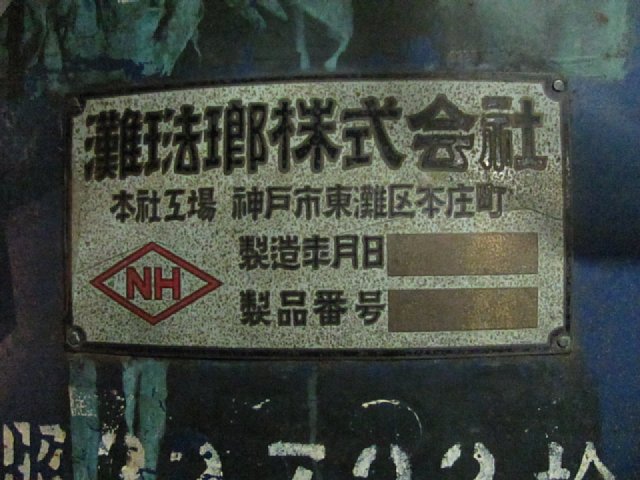 灘琺瑯株式会社
本社工場 神戸市東灘区本庄町
製造年月日
NH
製品番号